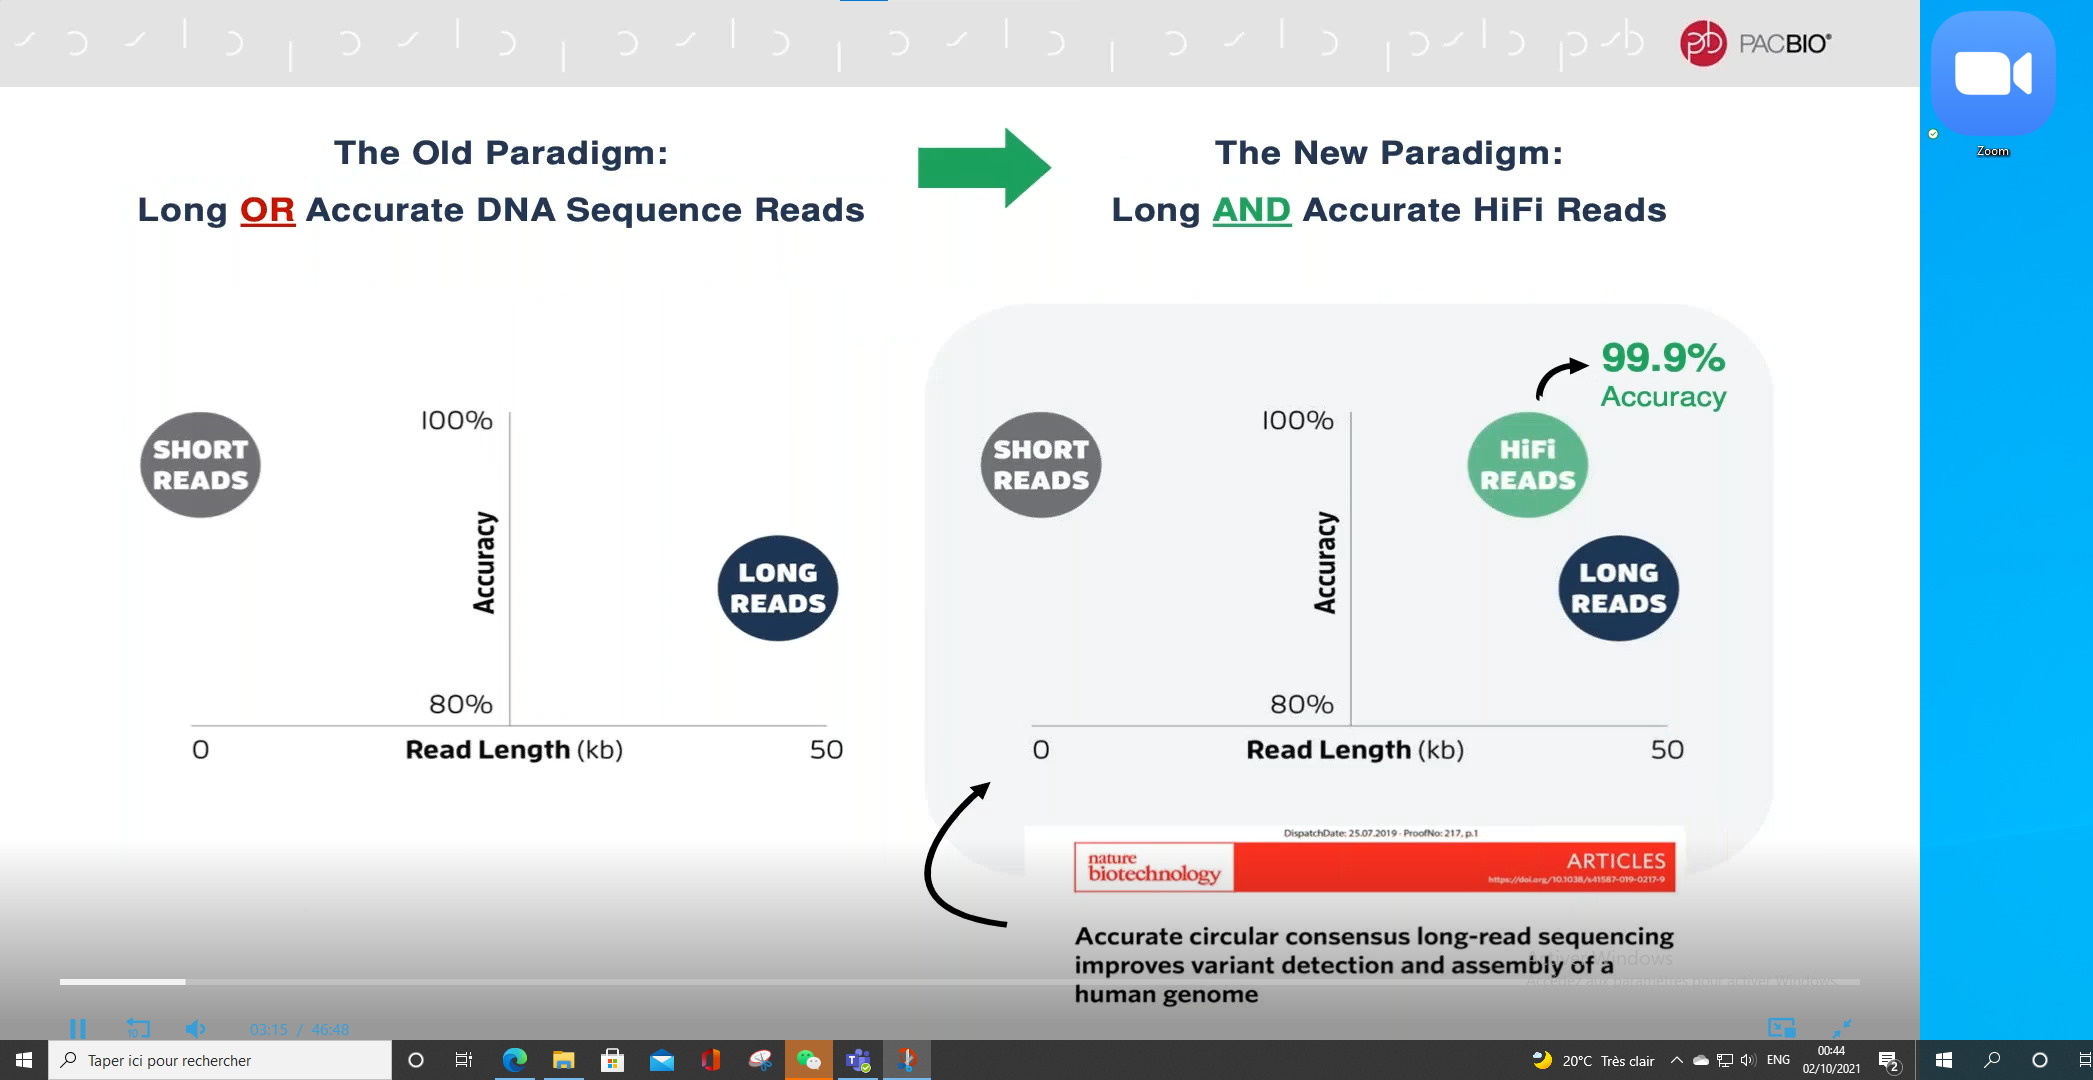 PACBIO®
The Old Paradigm:
Long OR Accurate DNA Sequence Reads
The New Paradigm:
Long AND Accurate HiFi Reads
SHORT
READS
100%
Accuracy
80%
LONG
READS
0
Read Length (kb)
50
99.9%
Accuracy
SHORT
READS
100%
Accuracy
80%
HiFi
READS
LONG
READS
0
Read Length (kb)
50
DispatchDate: 25.07.2019 · ProofNo: 217, p.1
nature
biotechnology
ARTICLES
https://doi.org/10.1038/s41587-019-0217-9
Accurate circular consensus long-read sequencing
improves variant detection and assembly of a
human genome
Activer Windows
Accédez aux paramètres pour activer Windows.
10
03:15 / 46:48
Zoom
Taper ici pour rechercher
20°C Très clair
ENG
00:44
02/10/2021
2